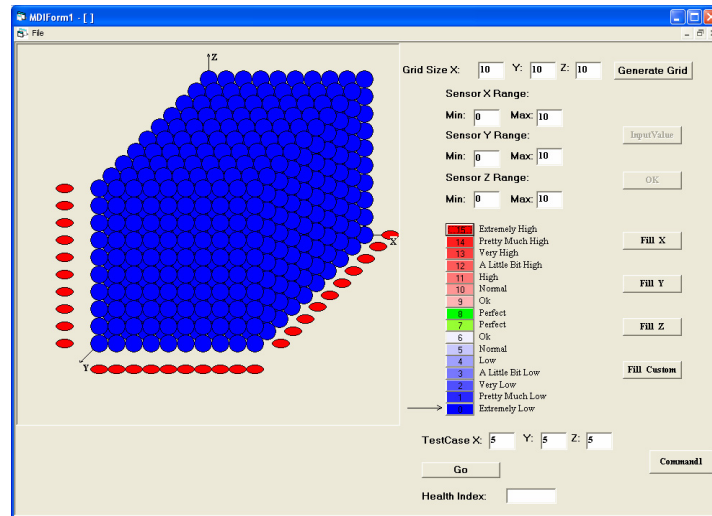 MDIForm1 - [ ]
File
Z
X
Y
Grid Size X: 10 Y: 10 Z: 10 Generate Grid
Sensor X Range:
Min: 0 Max: 10
Sensor Y Range:
InputValue
Min: 0 Max: 10
Sensor Z Range:
OK
Min: 0 Max: 10
15 Extremely High
14 Pretty Much High
Fill X
13 Very High
12 A Little Bit High
11 High
10 Normal
Fill Y
9 Ok
8 Perfect
7 Perfect
Fill Z
6 Ok
5 Normal
4 Low
3 A Little Bit Low
Fill Custom
2 Very Low
1 Pretty Much Low
0 Extremely Low
TestCase X: 5 Y: 5 Z: 5
Go
Command1
Health Index: